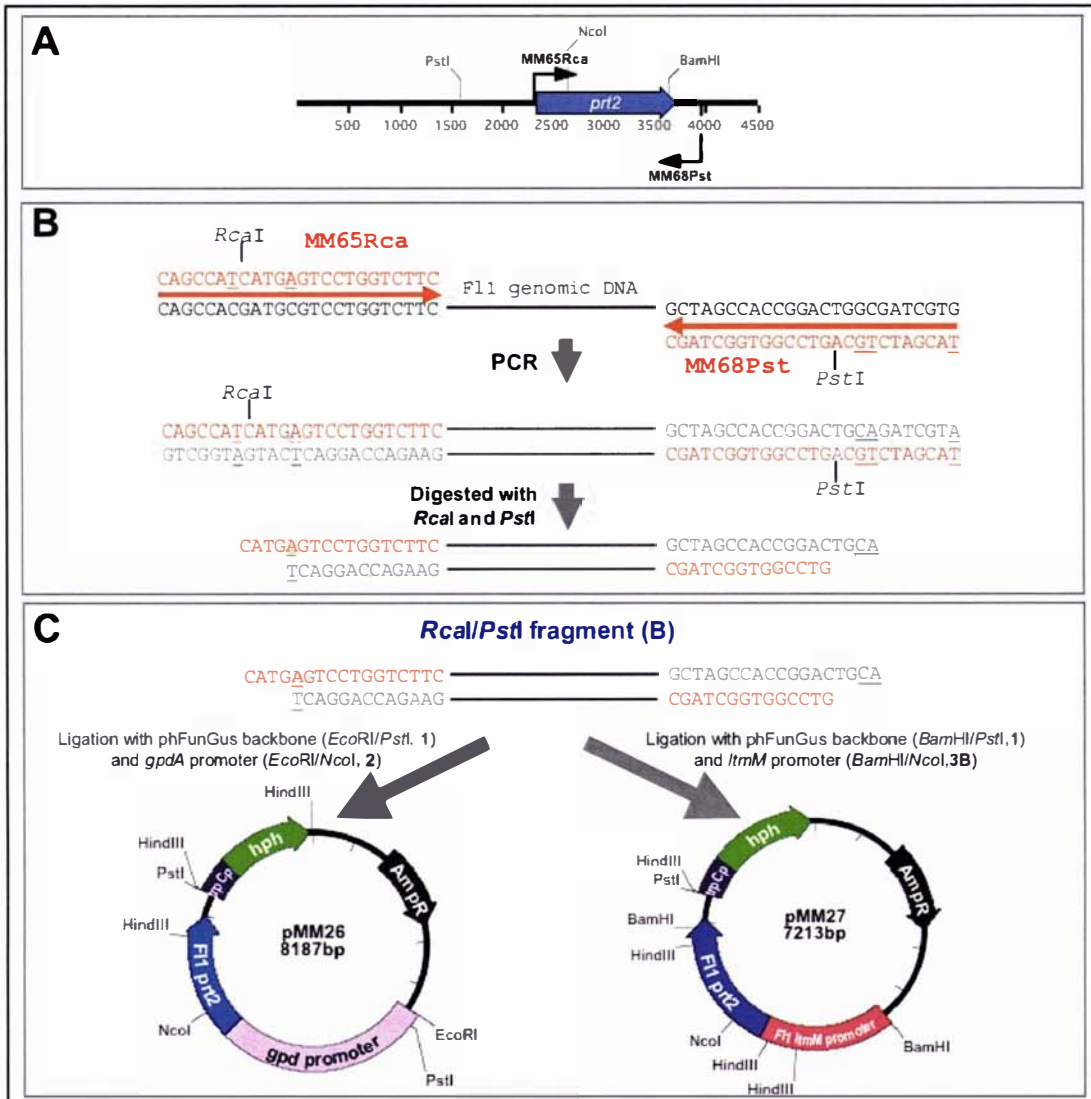 A
NcoI
PstI
MM65Rca
BamHI
prt2
500 1000 1500 2000 2500 3000 3500 4000 4500
MM68Pst
B
RcaI
MM65Rca
CAGCCATCATGAGTCCTGGTCTTC
Fl1 genomic DNA
CAGCCACGATGCGTCCTGGTCTTC
GCTAGCCACCGGACTGGCGATCGTG
CGATCGGTGGCCTGACGTCTAGCAT
PCR
MM68Pst
PstI
RcaI
CAGCCATCATGAGTCCTGGTCTTC
GCTAGCCACCGGACTGCAGATCGTA
GTCGGTAGTACTCAGGACCAGAAG
CGATCGGTGGCCTGACGTCTAGCAT
PstI
Digested with
RcaI and PstI
CATGAGTCCTGGTCTTC
GCTAGCCACCGGACTGCA
TCAGGACCAGAAG
CGATCGGTGGCCTG
C
RcaI/PstI fragment (B)
CATGAGTCCTGGTCTTC
GCTAGCCACCGGACTGCA
TCAGGACCAGAAG
CGATCGGTGGCCTG
Ligation with phFunGus backbone (EcoRI/PstI. 1)
and gpdA promoter (EcoRI/NcoI, 2)
Ligation with phFunGus backbone (BamHI/PstI,1)
and ltmM promoter (BamHI/NcoI,3B)
HindIII
hph
HindIII
PstI
trpCp
AmpR
HindIII
pMM26
8187bp
Fl1 prt2
NcoI
EcoRI
gpd promoter
PstI
hph
HindIII
PstI
trpCp
AmpR
BamHI
pMM27
7213bp
HindIII
Fl1 prt2
NcoI
Fl1 ltmM promoter
BamHI
HindIII
HindIII